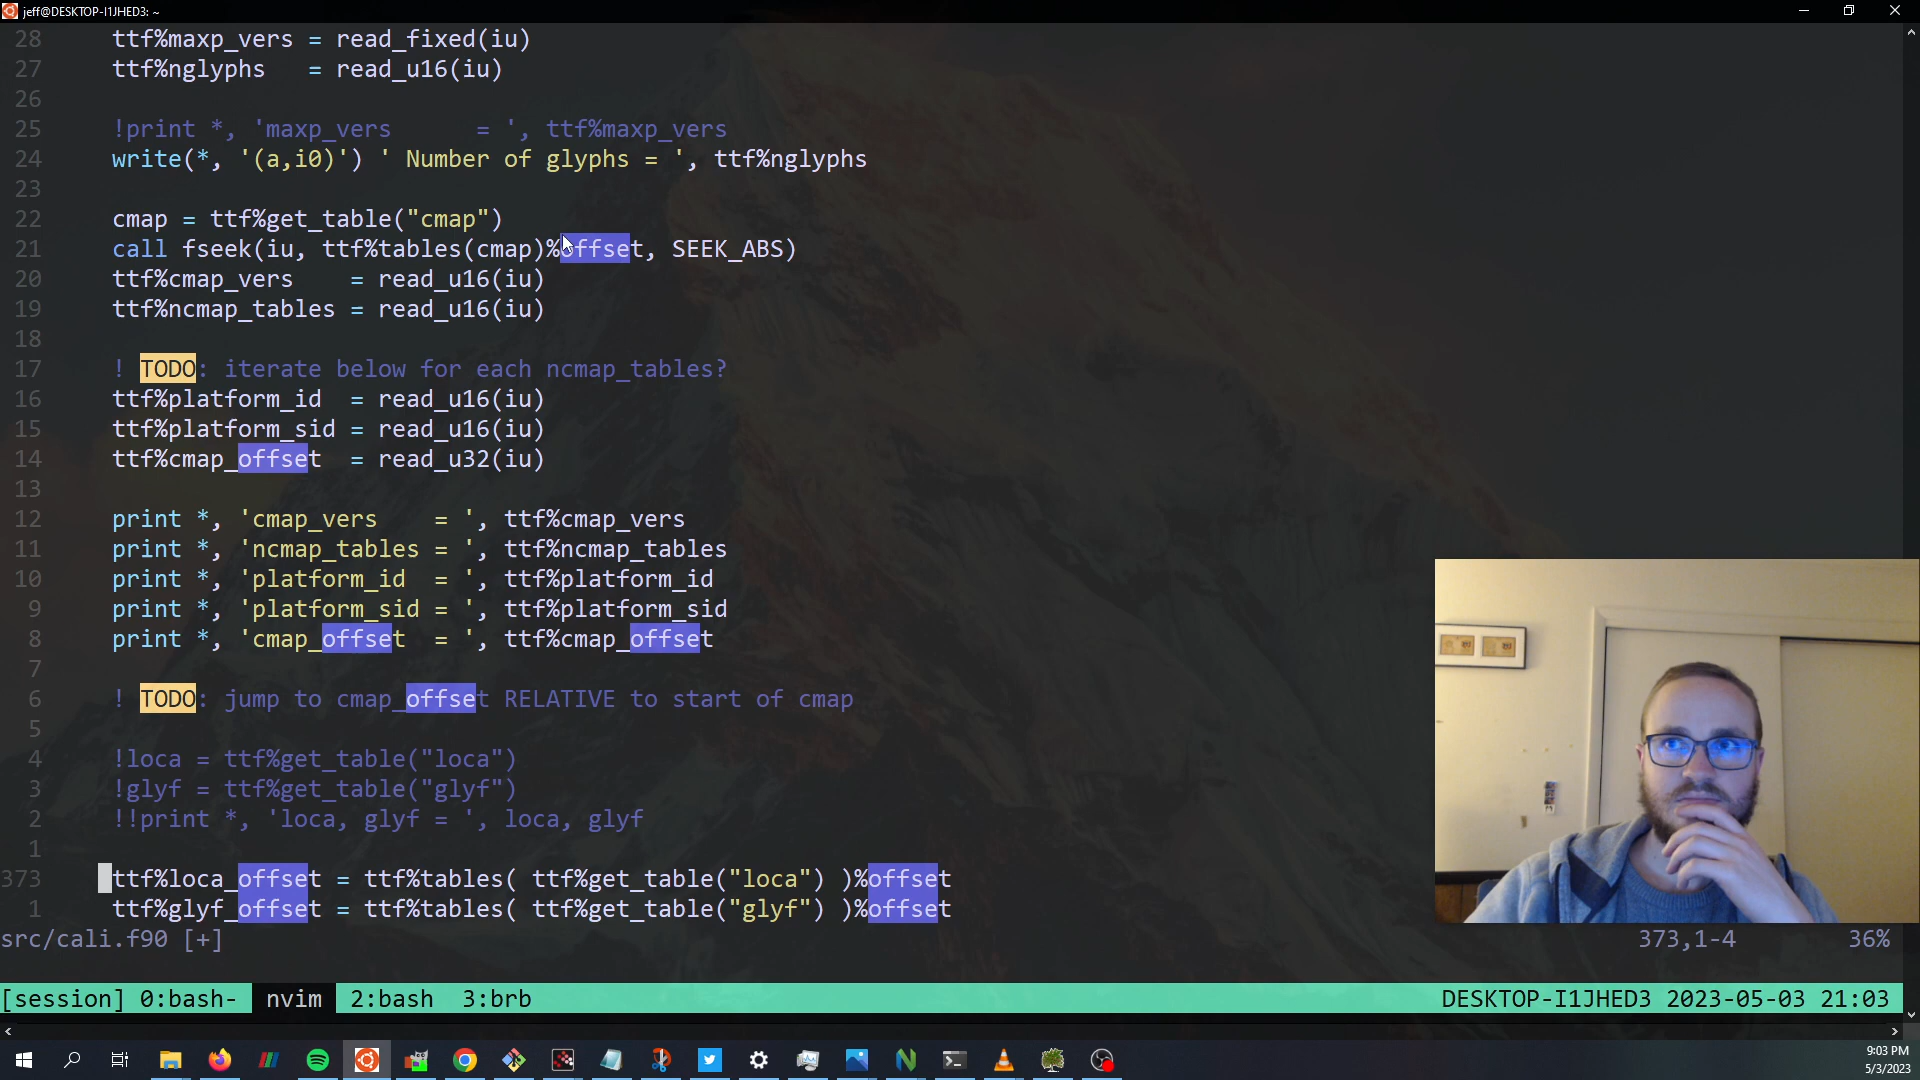 jeff@DESKTOP-I1JHED3: ~
28 ttf%maxp_vers = read_fixed(iu)
27 ttf%nglyphs   = read_u16(iu)
26
25 !print *, 'maxp_vers      = ', ttf%maxp_vers
24 write(*, '(a,i0)') ' Number of glyphs = ', ttf%nglyphs
23
22 cmap = ttf%get_table("cmap")
21 call fseek(iu, ttf%tables(cmap)%offset, SEEK_ABS)
20 ttf%cmap_vers    = read_u16(iu)
19 ttf%ncmap_tables = read_u16(iu)
18
17 ! TODO: iterate below for each ncmap_tables?
16 ttf%platform_id  = read_u16(iu)
15 ttf%platform_sid = read_u16(iu)
14 ttf%cmap_offset  = read_u32(iu)
13
12 print *, 'cmap_vers    = ', ttf%cmap_vers
11 print *, 'ncmap_tables = ', ttf%ncmap_tables
10 print *, 'platform_id  = ', ttf%platform_id
9 print *, 'platform_sid = ', ttf%platform_sid
8 print *, 'cmap_offset  = ', ttf%cmap_offset
7
6 ! TODO: jump to cmap_offset RELATIVE to start of cmap
5
4 !loca = ttf%get_table("loca")
3 !glyf = ttf%get_table("glyf")
2 !!print *, 'loca, glyf = ', loca, glyf
1
373 ttf%loca_offset = ttf%tables( ttf%get_table("loca") )%offset
1 ttf%glyf_offset = ttf%tables( ttf%get_table("glyf") )%offset
src/cali.f90 [+] 373,1-4 36%
[session] 0:bash- nvim 2:bash 3:brb DESKTOP-I1JHED3 2023-05-03 21:03
9:03 PM
5/3/2023